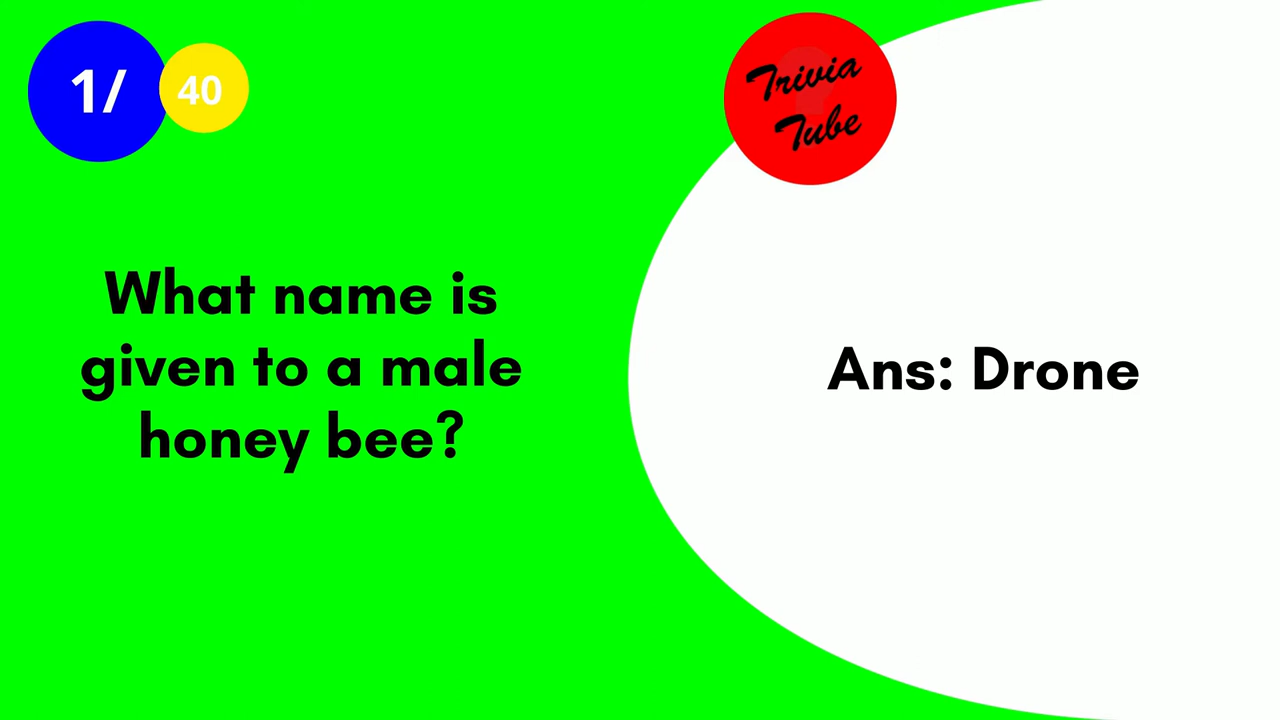 1/ 40
Trivia
Tube
What name is
given to a male
honey bee?
Ans: Drone